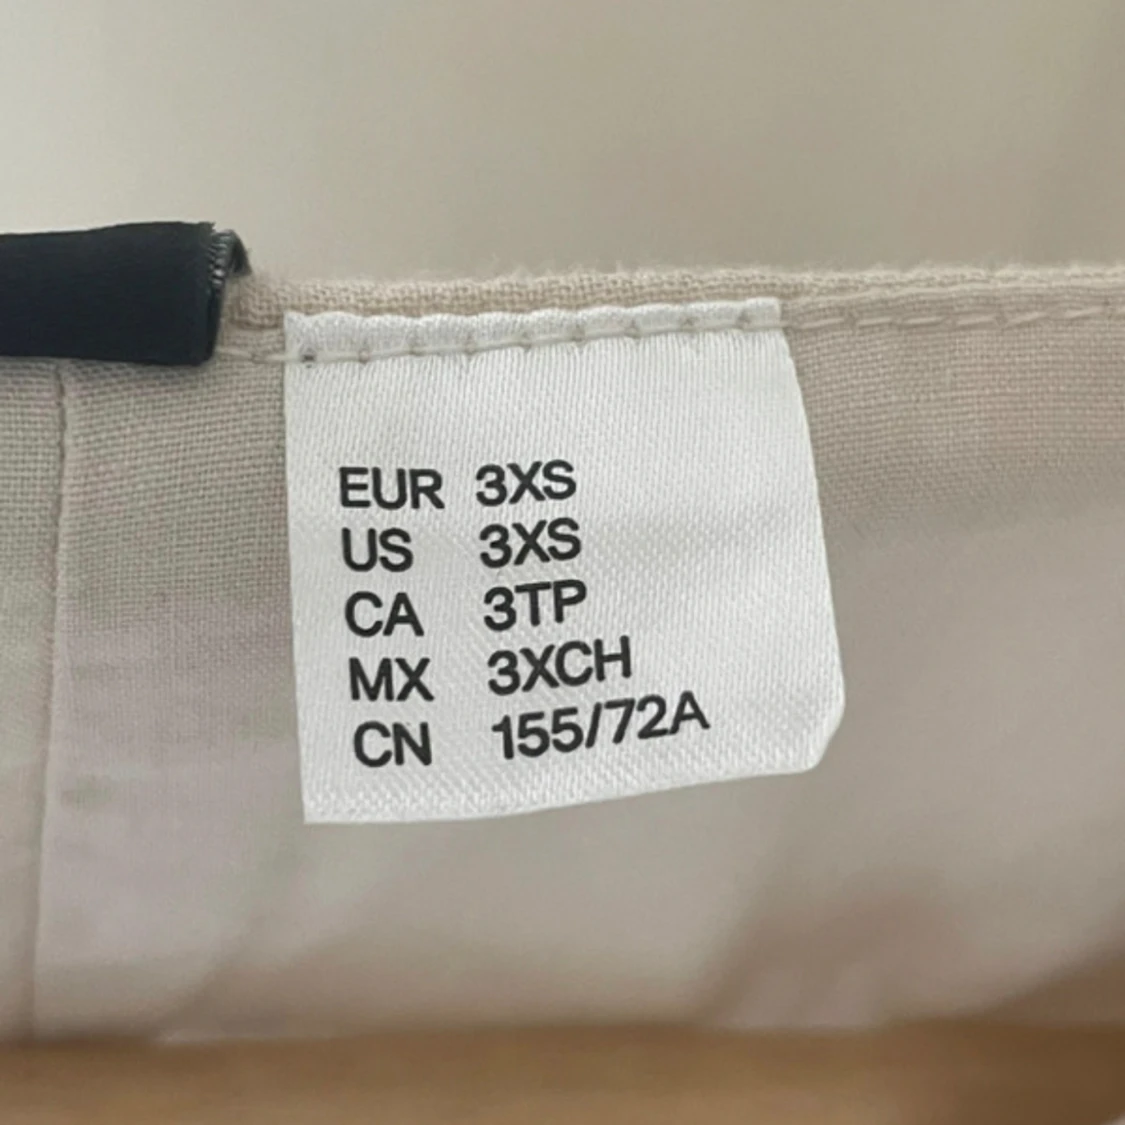 EUR 3XS
US 3XS
CA 3TP
MX 3XCH
CN 155/72A